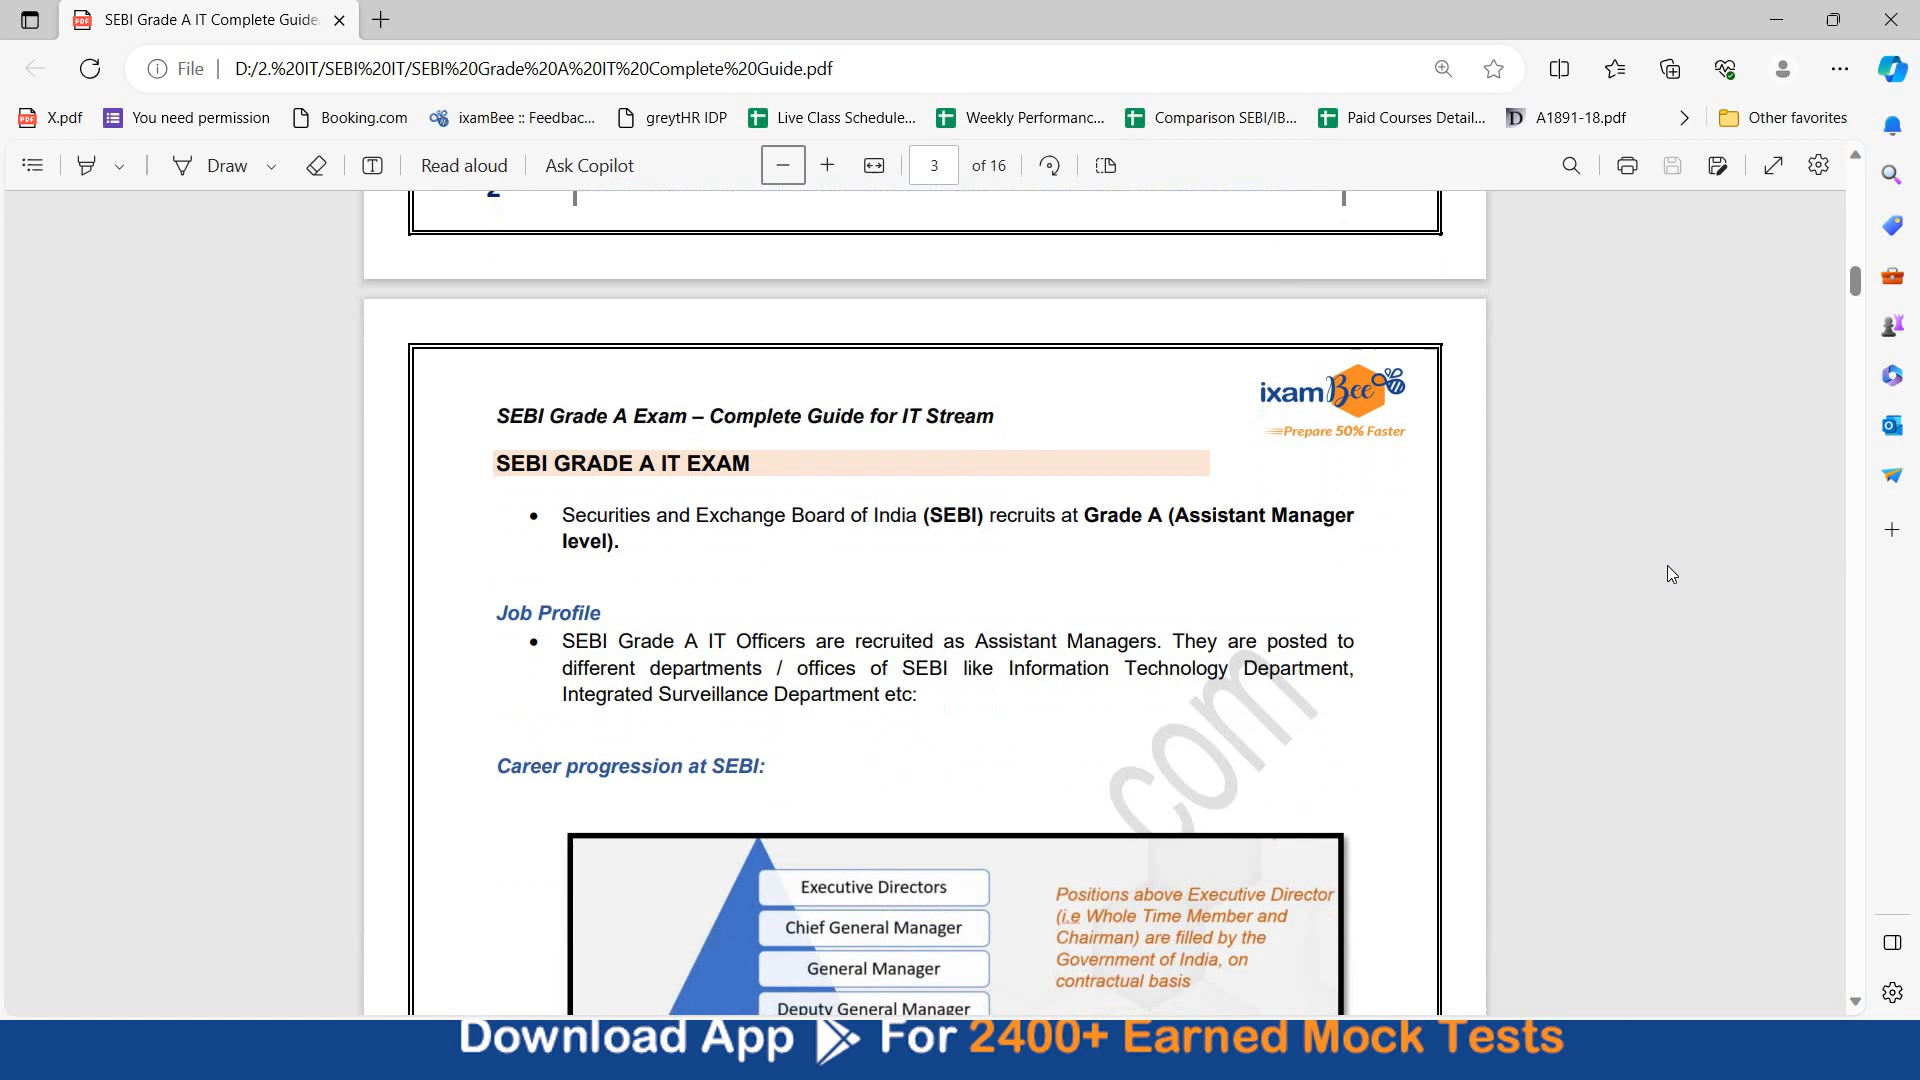 SEBI Grade A IT Complete Guide
File
D:/2.%20IT/SEBI%20IT/SEBI%20Grade%20A%20IT%20Complete%20Guide.pdf
X.pdf
You need permission
Booking.com
ixamBee :: Feedbac...
greytHR IDP
Live Class Schedule...
Weekly Performanc...
Comparison SEBI/IB...
Paid Courses Detail...
A1891-18.pdf
Other favorites
Draw
Read aloud
Ask Copilot
3 of 16
2
ixamBee
Prepare 50% Faster
SEBI Grade A Exam – Complete Guide for IT Stream
SEBI GRADE A IT EXAM
• Securities and Exchange Board of India (SEBI) recruits at Grade A (Assistant Manager
level).
Job Profile
• SEBI Grade A IT Officers are recruited as Assistant Managers. They are posted to
different departments / offices of SEBI like Information Technology Department,
Integrated Surveillance Department etc:
com
Career progression at SEBI:
Executive Directors
Chief General Manager
General Manager
Deputy General Manager
Positions above Executive Director
(i.e Whole Time Member and
Chairman) are filled by the
Government of India, on
contractual basis
Download App For 2400+ Earned Mock Tests